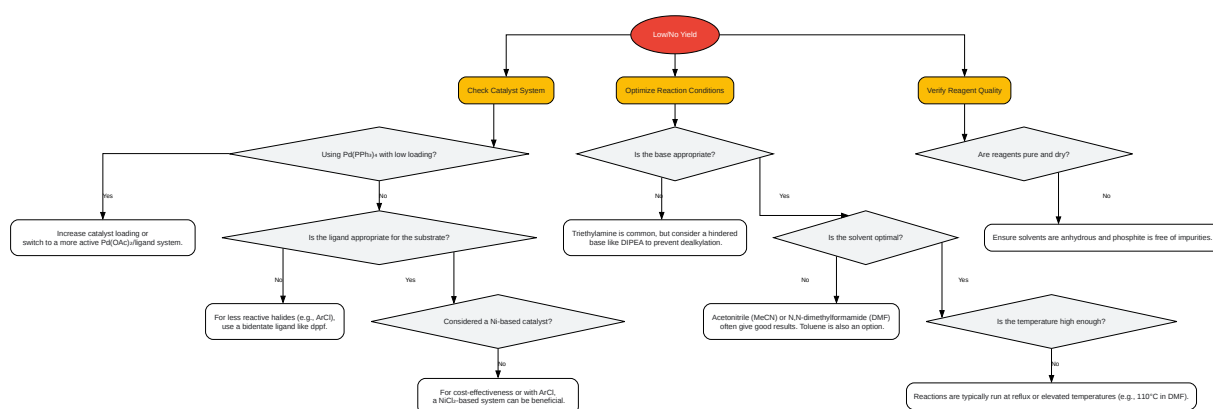 Low/No Yield
Check Catalyst System
Optimize Reaction Conditions
Verify Reagent Quality
Using Pd(PPh₃)₄ with low loading?
Is the base appropriate?
Are reagents pure and dry?
Yes
No
No
Yes
No
Increase catalyst loading or
switch to a more active Pd(OAc)₂/ligand system.
Is the ligand appropriate for the substrate?
Triethylamine is common, but consider a hindered
base like DIPEA to prevent dealkylation.
Is the solvent optimal?
Ensure solvents are anhydrous and phosphite is free of impurities.
No
Yes
No
Yes
For less reactive halides (e.g., ArCl),
use a bidentate ligand like dppf.
Considered a Ni-based catalyst?
Acetonitrile (MeCN) or N,N-dimethylformamide (DMF)
often give good results. Toluene is also an option.
Is the temperature high enough?
No
No
For cost-effectiveness or with ArCl,
a NiCl₂-based system can be beneficial.
Reactions are typically run at reflux or elevated temperatures (e.g., 110°C in DMF).